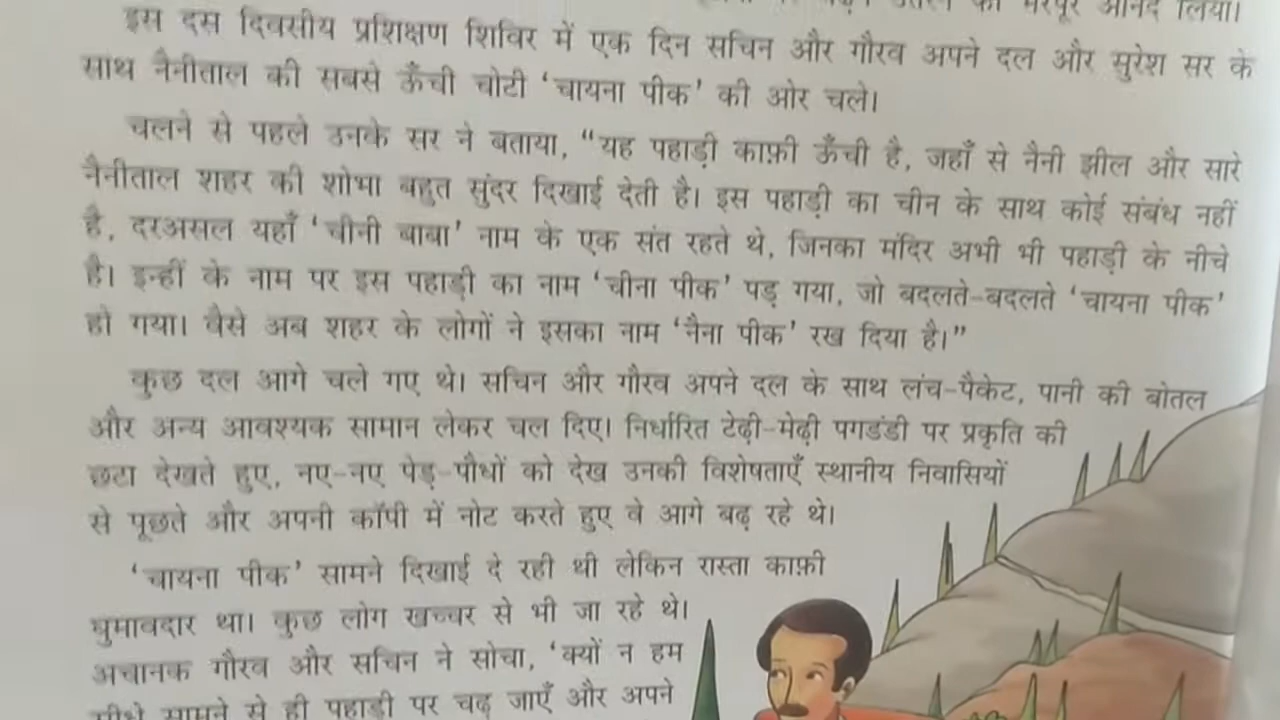 भरपूर आनंद लिया।
इस दस दिवसीय प्रशिक्षण शिविर में एक दिन सचिन और गौरव अपने दल और सुरेश सर के
साथ नैनीताल की सबसे ऊँची चोटी ‘चायना पीक’ की ओर चले।
चलने से पहले उनके सर ने बताया, “यह पहाड़ी काफ़ी ऊँची है, जहाँ से नैनी झील और सारे
नैनीताल शहर की शोभा बहुत सुंदर दिखाई देती है। इस पहाड़ी का चीन के साथ कोई संबंध नहीं
है, दरअसल यहाँ ‘चीनी बाबा’ नाम के एक संत रहते थे, जिनका मंदिर अभी भी पहाड़ी के नीचे
है। इन्हीं के नाम पर इस पहाड़ी का नाम ‘चीना पीक’ पड़ गया, जो बदलते-बदलते ‘चायना पीक’
हो गया। वैसे अब शहर के लोगों ने इसका नाम ‘नैना पीक’ रख दिया है।”
कुछ दल आगे चले गए थे। सचिन और गौरव अपने दल के साथ लंच-पैकेट, पानी की बोतल
और अन्य आवश्यक सामान लेकर चल दिए। निर्धारित टेढ़ी-मेढ़ी पगडंडी पर प्रकृति की
छटा देखते हुए, नए-नए पेड़-पौधों को देख उनकी विशेषताएँ स्थानीय निवासियों
से पूछते और अपनी कॉपी में नोट करते हुए वे आगे बढ़ रहे थे।
‘चायना पीक’ सामने दिखाई दे रही थी लेकिन रास्ता काफ़ी
घुमावदार था। कुछ लोग खच्चर से भी जा रहे थे।
अचानक गौरव और सचिन ने सोचा, ‘क्यों न हम
सीधे सामने से ही पहाड़ी पर चढ़ जाएँ और अपने